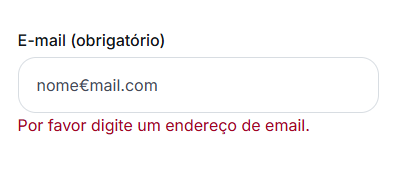 E-mail (obrigatório)
nome€mail.com
Por favor digite um endereço de email.